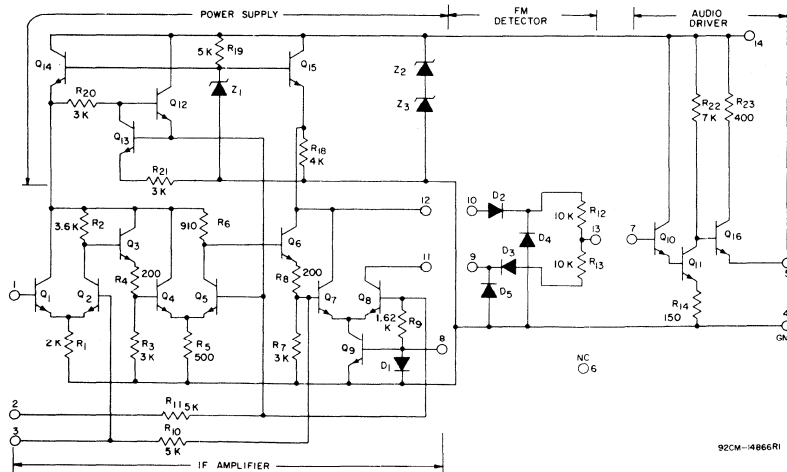 POWER SUPPLY
FM
DETECTOR
AUDIO
DRIVER
14
Q14
5K R19
Q15
Z2
Z1
Z3
R20
3K
Q12
Q13
R18
4K
R21
3K
R22
7K
R23
400
12
10
D2
R12
10K
D4
13
7
Q10
Q16
Q11
R2
3.6K
Q3
R6
910
Q6
11
9
D3
10K
R13
D5
5
R4
200
R8
200
1
Q1
Q2
Q4
Q5
Q7
Q8
1.62
K
R9
R14
150
2K
R1
R3
3K
R5
500
R7
3K
Q9
D1
8
4
NC
6
2
R11 5K
3
R10
5K
IF AMPLIFIER
92CM-14866R1